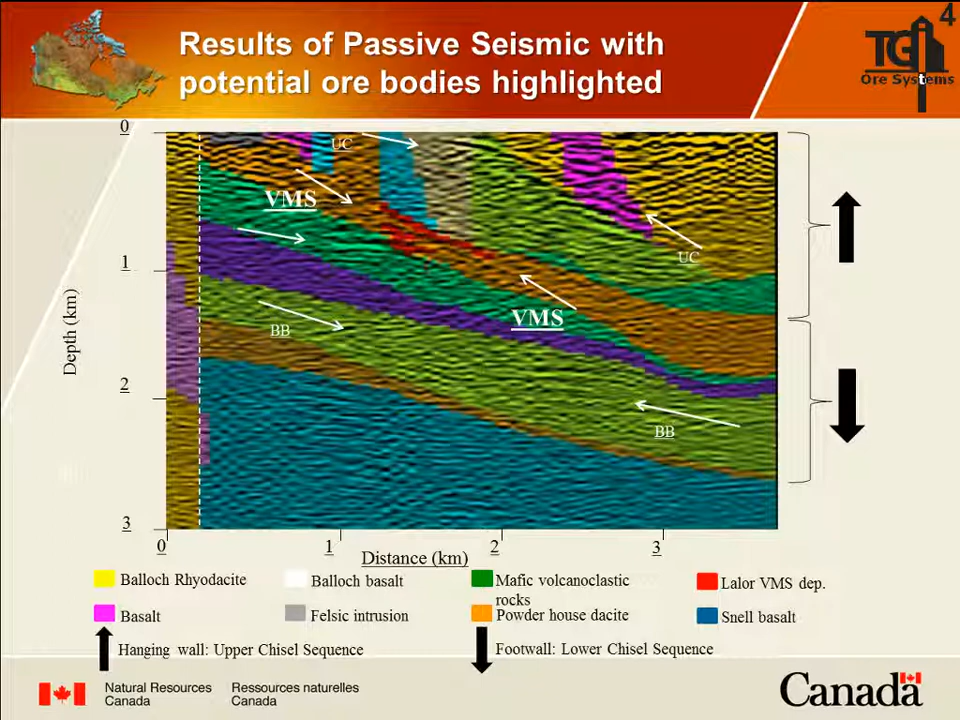 Results of Passive Seismic with
potential ore bodies highlighted
TGI
4
Ore Systems
0
UC
VMS
1
UC
VMS
BB
Depth (km)
2
BB
3
0
1
2
3
Distance (km)
Balloch Rhyodacite
Balloch basalt
Mafic volcanoclastic
rocks
Lalor VMS dep.
Basalt
Felsic intrusion
Powder house dacite
Snell basalt
Hanging wall: Upper Chisel Sequence
Footwall: Lower Chisel Sequence
Natural Resources
Canada
Ressources naturelles
Canada
Canada